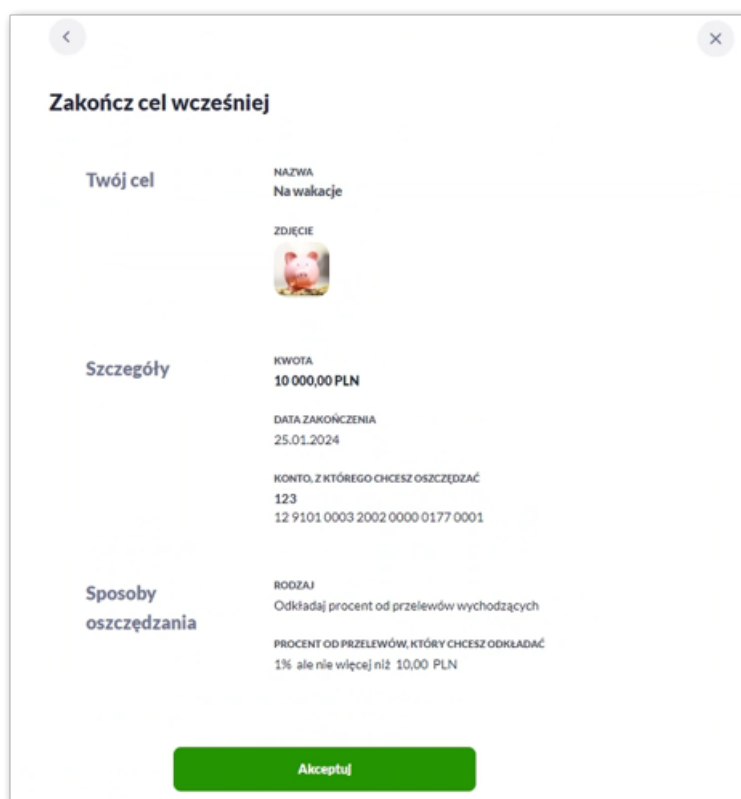 Zakończ cel wcześniej
Twój cel
NAZWA
Na wakacje
ZDJĘCIE
Szczegóły
KWOTA
10 000,00 PLN
DATA ZAKOŃCZENIA
25.01.2024
KONTO, Z KTÓREGO CHCESZ OSZCZĘDZAĆ
123
12 9101 0003 2002 0000 0177 0001
Sposoby
oszczędzania
RODZAJ
Odkładaj procent od przelewów wychodzących
PROCENT OD PRZELEWÓW, KTÓRY CHCESZ ODKŁADAĆ
1% ale nie więcej niż 10,00 PLN
Akceptuj